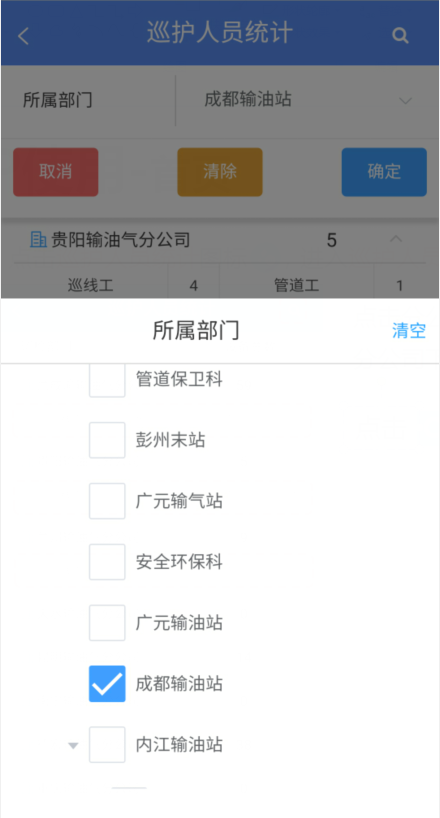 巡护人员统计
所属部门
成都输油站
取消
清除
确定
贵阳输油气分公司
5
巡线工
4
管道工
1
所属部门
清空
管道保卫科
彭州末站
广元输气站
安全环保科
广元输油站
成都输油站
内江输油站